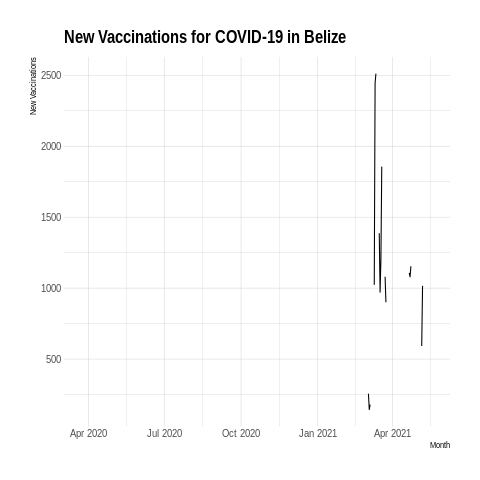 New Vaccinations for COVID-19 in Belize
New Vaccinations
2500
2000
1500
1000
500
Apr 2020 Jul 2020 Oct 2020 Jan 2021 Apr 2021
Month